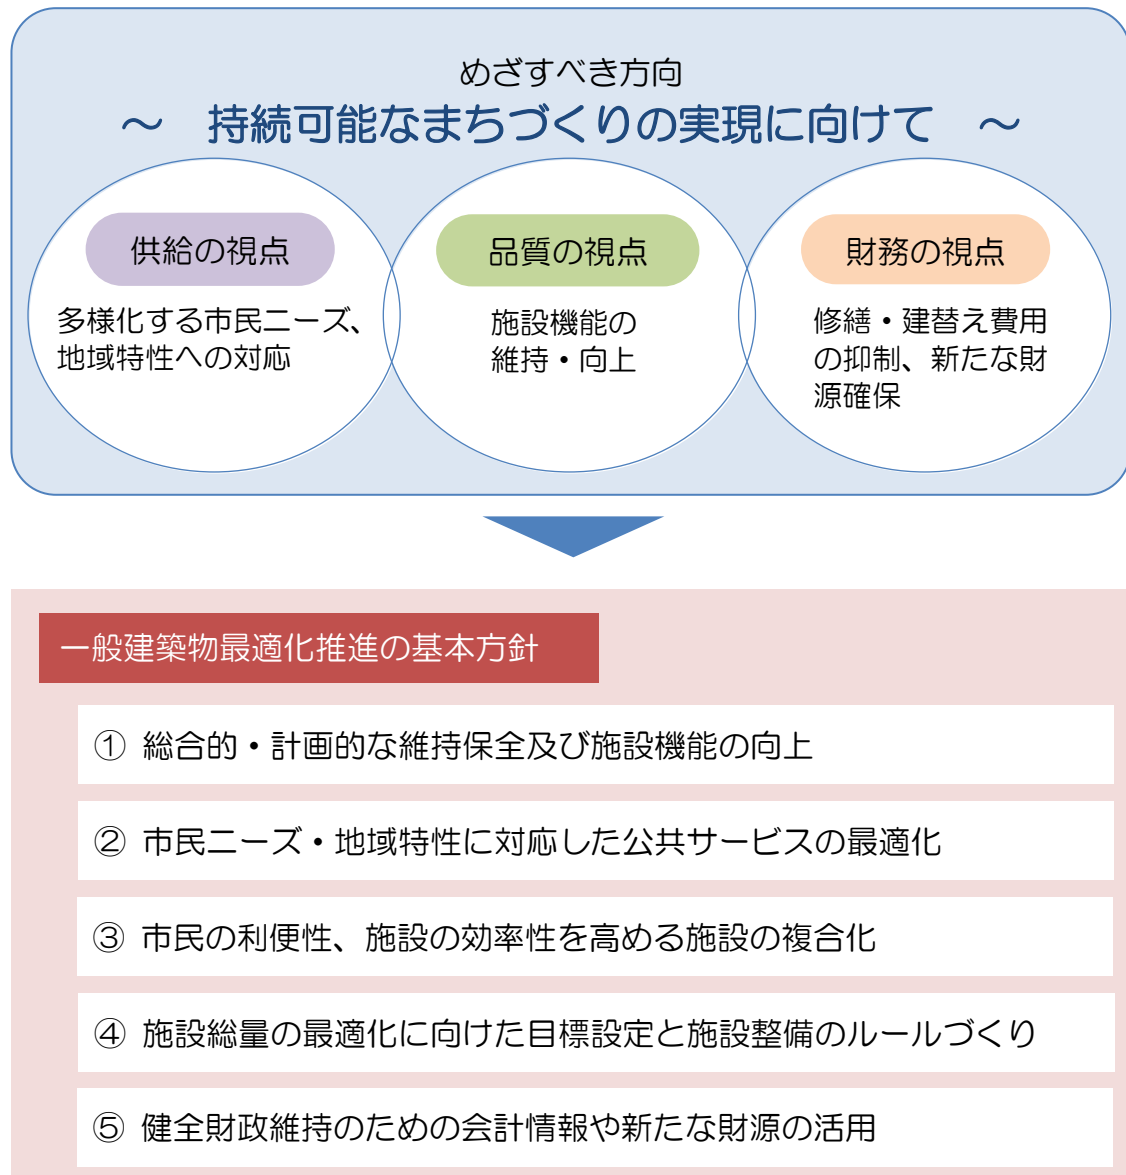 めざすべき方向
～ 持続可能なまちづくりの実現に向けて ～
供給の視点
多様化する市民ニーズ、
地域特性への対応
品質の視点
施設機能の
維持・向上
財務の視点
修繕・建替え費用
の抑制、新たな財
源確保
一般建築物最適化推進の基本方針
① 総合的・計画的な維持保全及び施設機能の向上
② 市民ニーズ・地域特性に対応した公共サービスの最適化
③ 市民の利便性、施設の効率性を高める施設の複合化
④ 施設総量の最適化に向けた目標設定と施設整備のルールづくり
⑤ 健全財政維持のための会計情報や新たな財源の活用